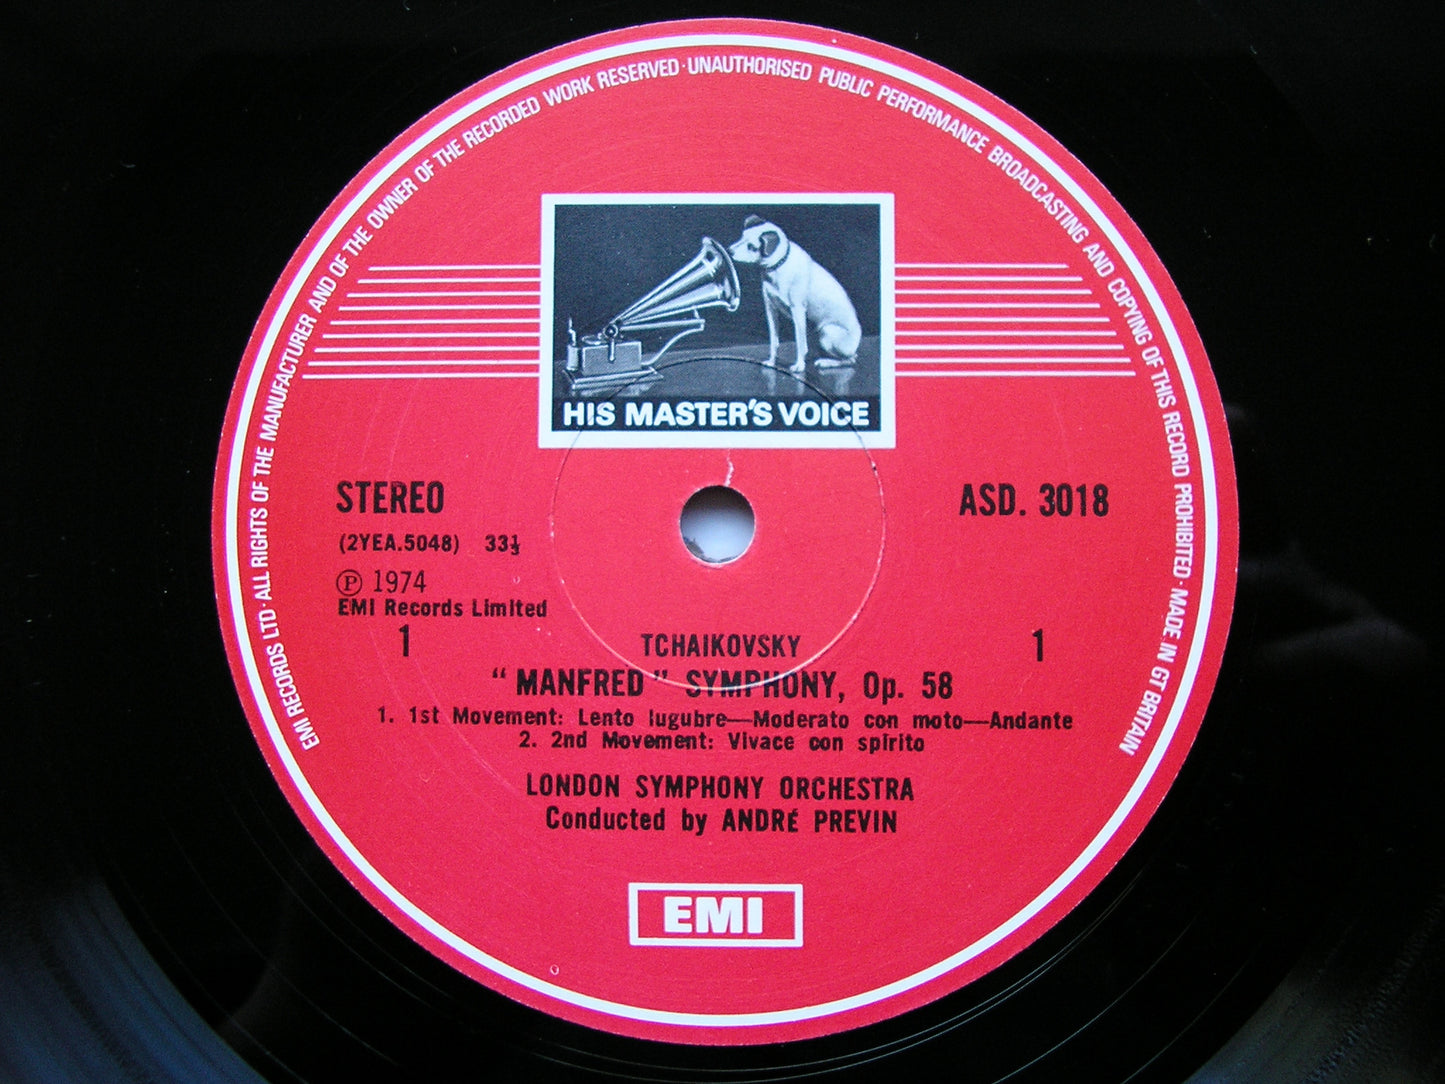 EMI RECORDS LTD · ALL RIGHTS OF THE MANUFACTURER AND OF THE OWNER OF THE RECORDED WORK RESERVED · UNAUTHORISED PUBLIC PERFORMANCE BROADCASTING AND COPYING OF THIS RECORD PROHIBITED · MADE IN GT BRITAIN
HIS MASTER'S VOICE
STEREO
ASD. 3018
(2YEA.5048) 33⅓
Ⓟ 1974
EMI Records Limited
1 TCHAIKOVSKY 1
"MANFRED" SYMPHONY, Op. 58
1. 1st Movement: Lento lugubre—Moderato con moto—Andante
2. 2nd Movement: Vivace con spirito
LONDON SYMPHONY ORCHESTRA
Conducted by ANDRÉ PREVIN
EMI